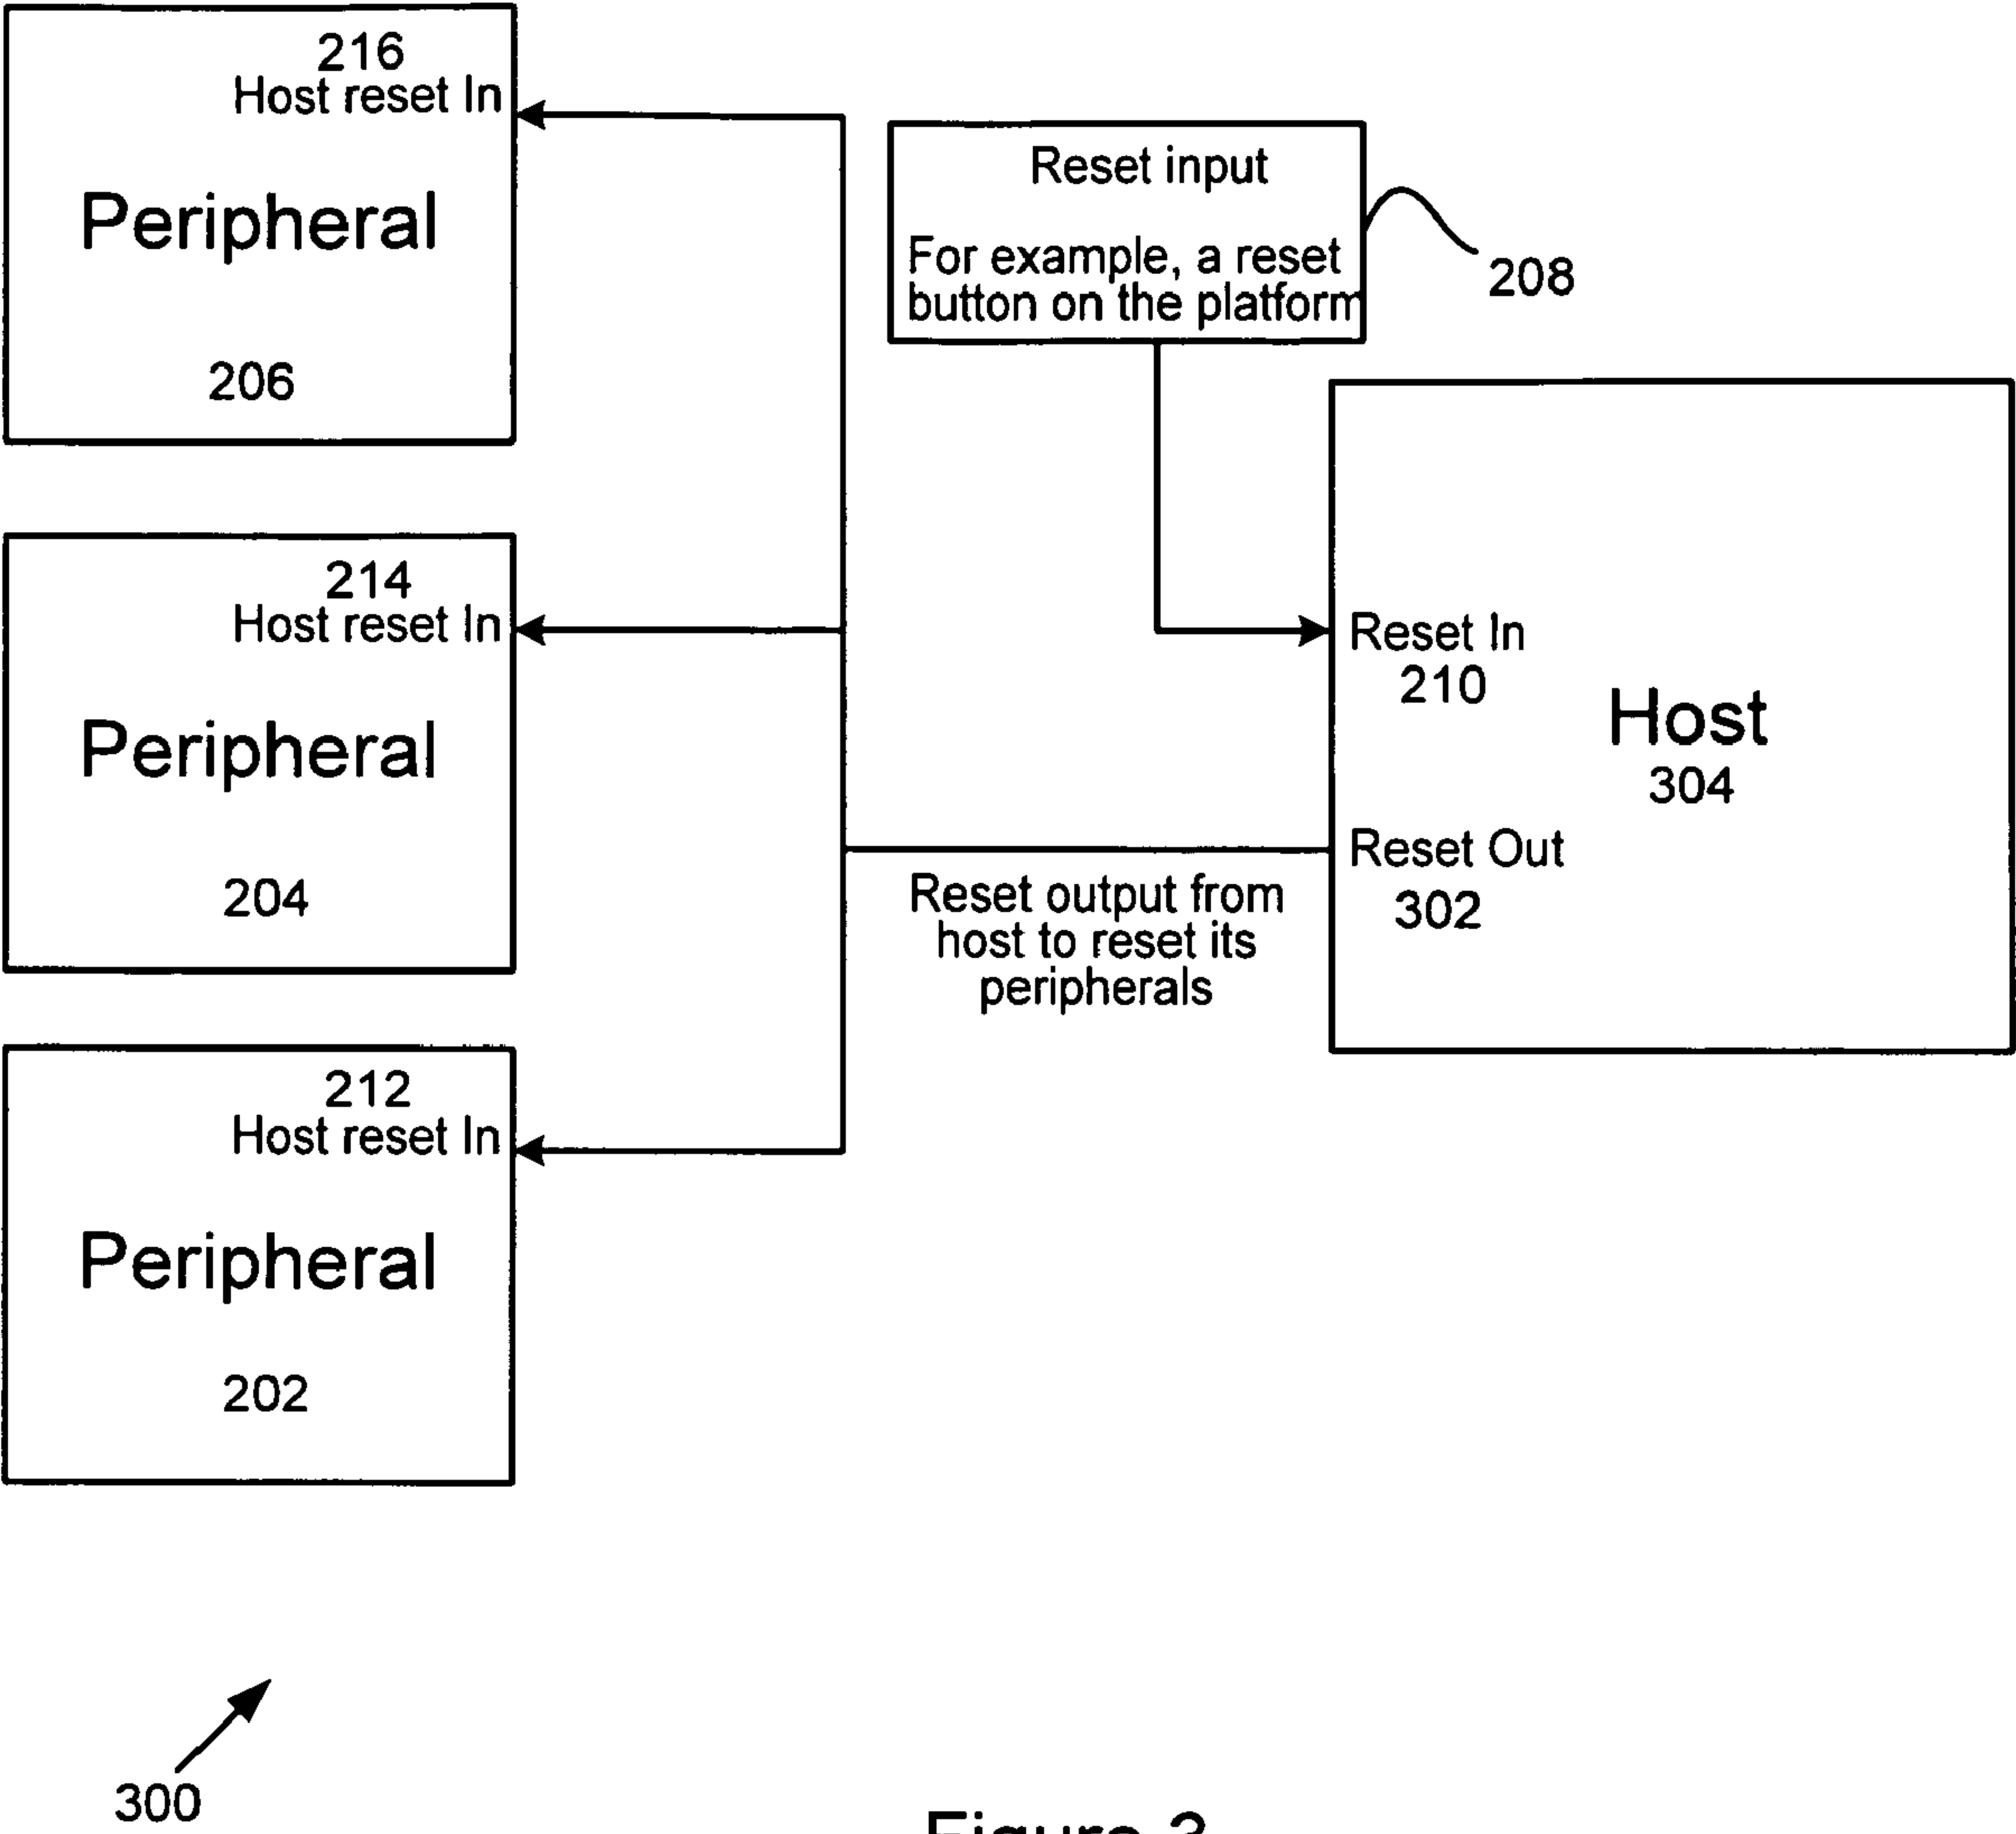 216
Host reset In
Peripheral
206
Reset input
For example, a reset
button on the platform
208
214
Host reset In
Peripheral
204
Reset In
210
Host
304
Reset Out
302
Reset output from
host to reset its
peripherals
212
Host reset In
Peripheral
202
300
Figure 3